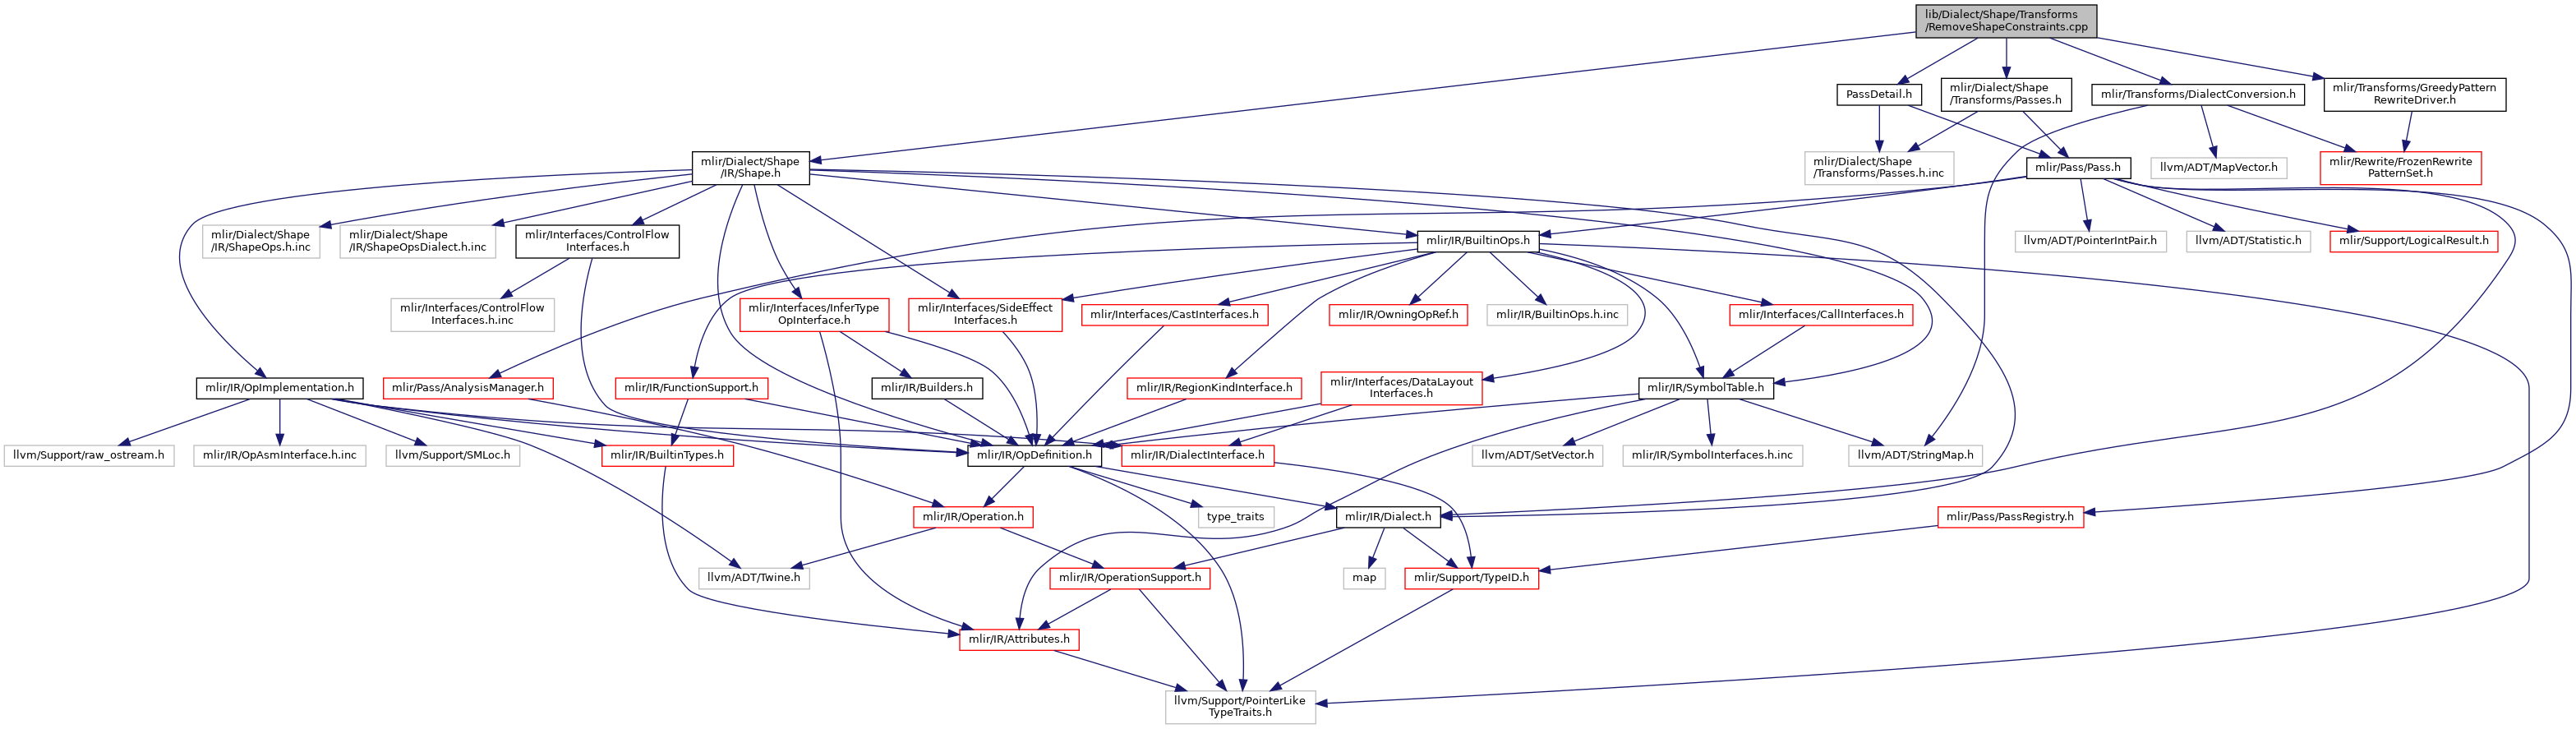 lib/Dialect/Shape/Transforms
/RemoveShapeConstraints.cpp
PassDetail.h
mlir/Dialect/Shape
/Transforms/Passes.h
mlir/Transforms/DialectConversion.h
mlir/Transforms/GreedyPattern
RewriteDriver.h
mlir/Dialect/Shape
/IR/Shape.h
mlir/Dialect/Shape
/Transforms/Passes.h.inc
mlir/Pass/Pass.h
llvm/ADT/MapVector.h
mlir/Rewrite/FrozenRewrite
PatternSet.h
mlir/Dialect/Shape
/IR/ShapeOps.h.inc
mlir/Dialect/Shape
/IR/ShapeOpsDialect.h.inc
mlir/Interfaces/ControlFlow
Interfaces.h
mlir/IR/BuiltinOps.h
llvm/ADT/PointerIntPair.h
llvm/ADT/Statistic.h
mlir/Support/LogicalResult.h
mlir/Interfaces/ControlFlow
Interfaces.h.inc
mlir/Interfaces/InferType
OpInterface.h
mlir/Interfaces/SideEffect
Interfaces.h
mlir/Interfaces/CastInterfaces.h
mlir/IR/OwningOpRef.h
mlir/IR/BuiltinOps.h.inc
mlir/Interfaces/CallInterfaces.h
mlir/IR/OpImplementation.h
mlir/Pass/AnalysisManager.h
mlir/IR/FunctionSupport.h
mlir/IR/Builders.h
mlir/IR/RegionKindInterface.h
mlir/Interfaces/DataLayout
Interfaces.h
mlir/IR/SymbolTable.h
llvm/Support/raw_ostream.h
mlir/IR/OpAsmInterface.h.inc
llvm/Support/SMLoc.h
mlir/IR/BuiltinTypes.h
mlir/IR/OpDefinition.h
mlir/IR/DialectInterface.h
llvm/ADT/SetVector.h
mlir/IR/SymbolInterfaces.h.inc
llvm/ADT/StringMap.h
mlir/IR/Operation.h
type_traits
mlir/IR/Dialect.h
mlir/Pass/PassRegistry.h
llvm/ADT/Twine.h
mlir/IR/OperationSupport.h
map
mlir/Support/TypeID.h
mlir/IR/Attributes.h
llvm/Support/PointerLike
TypeTraits.h